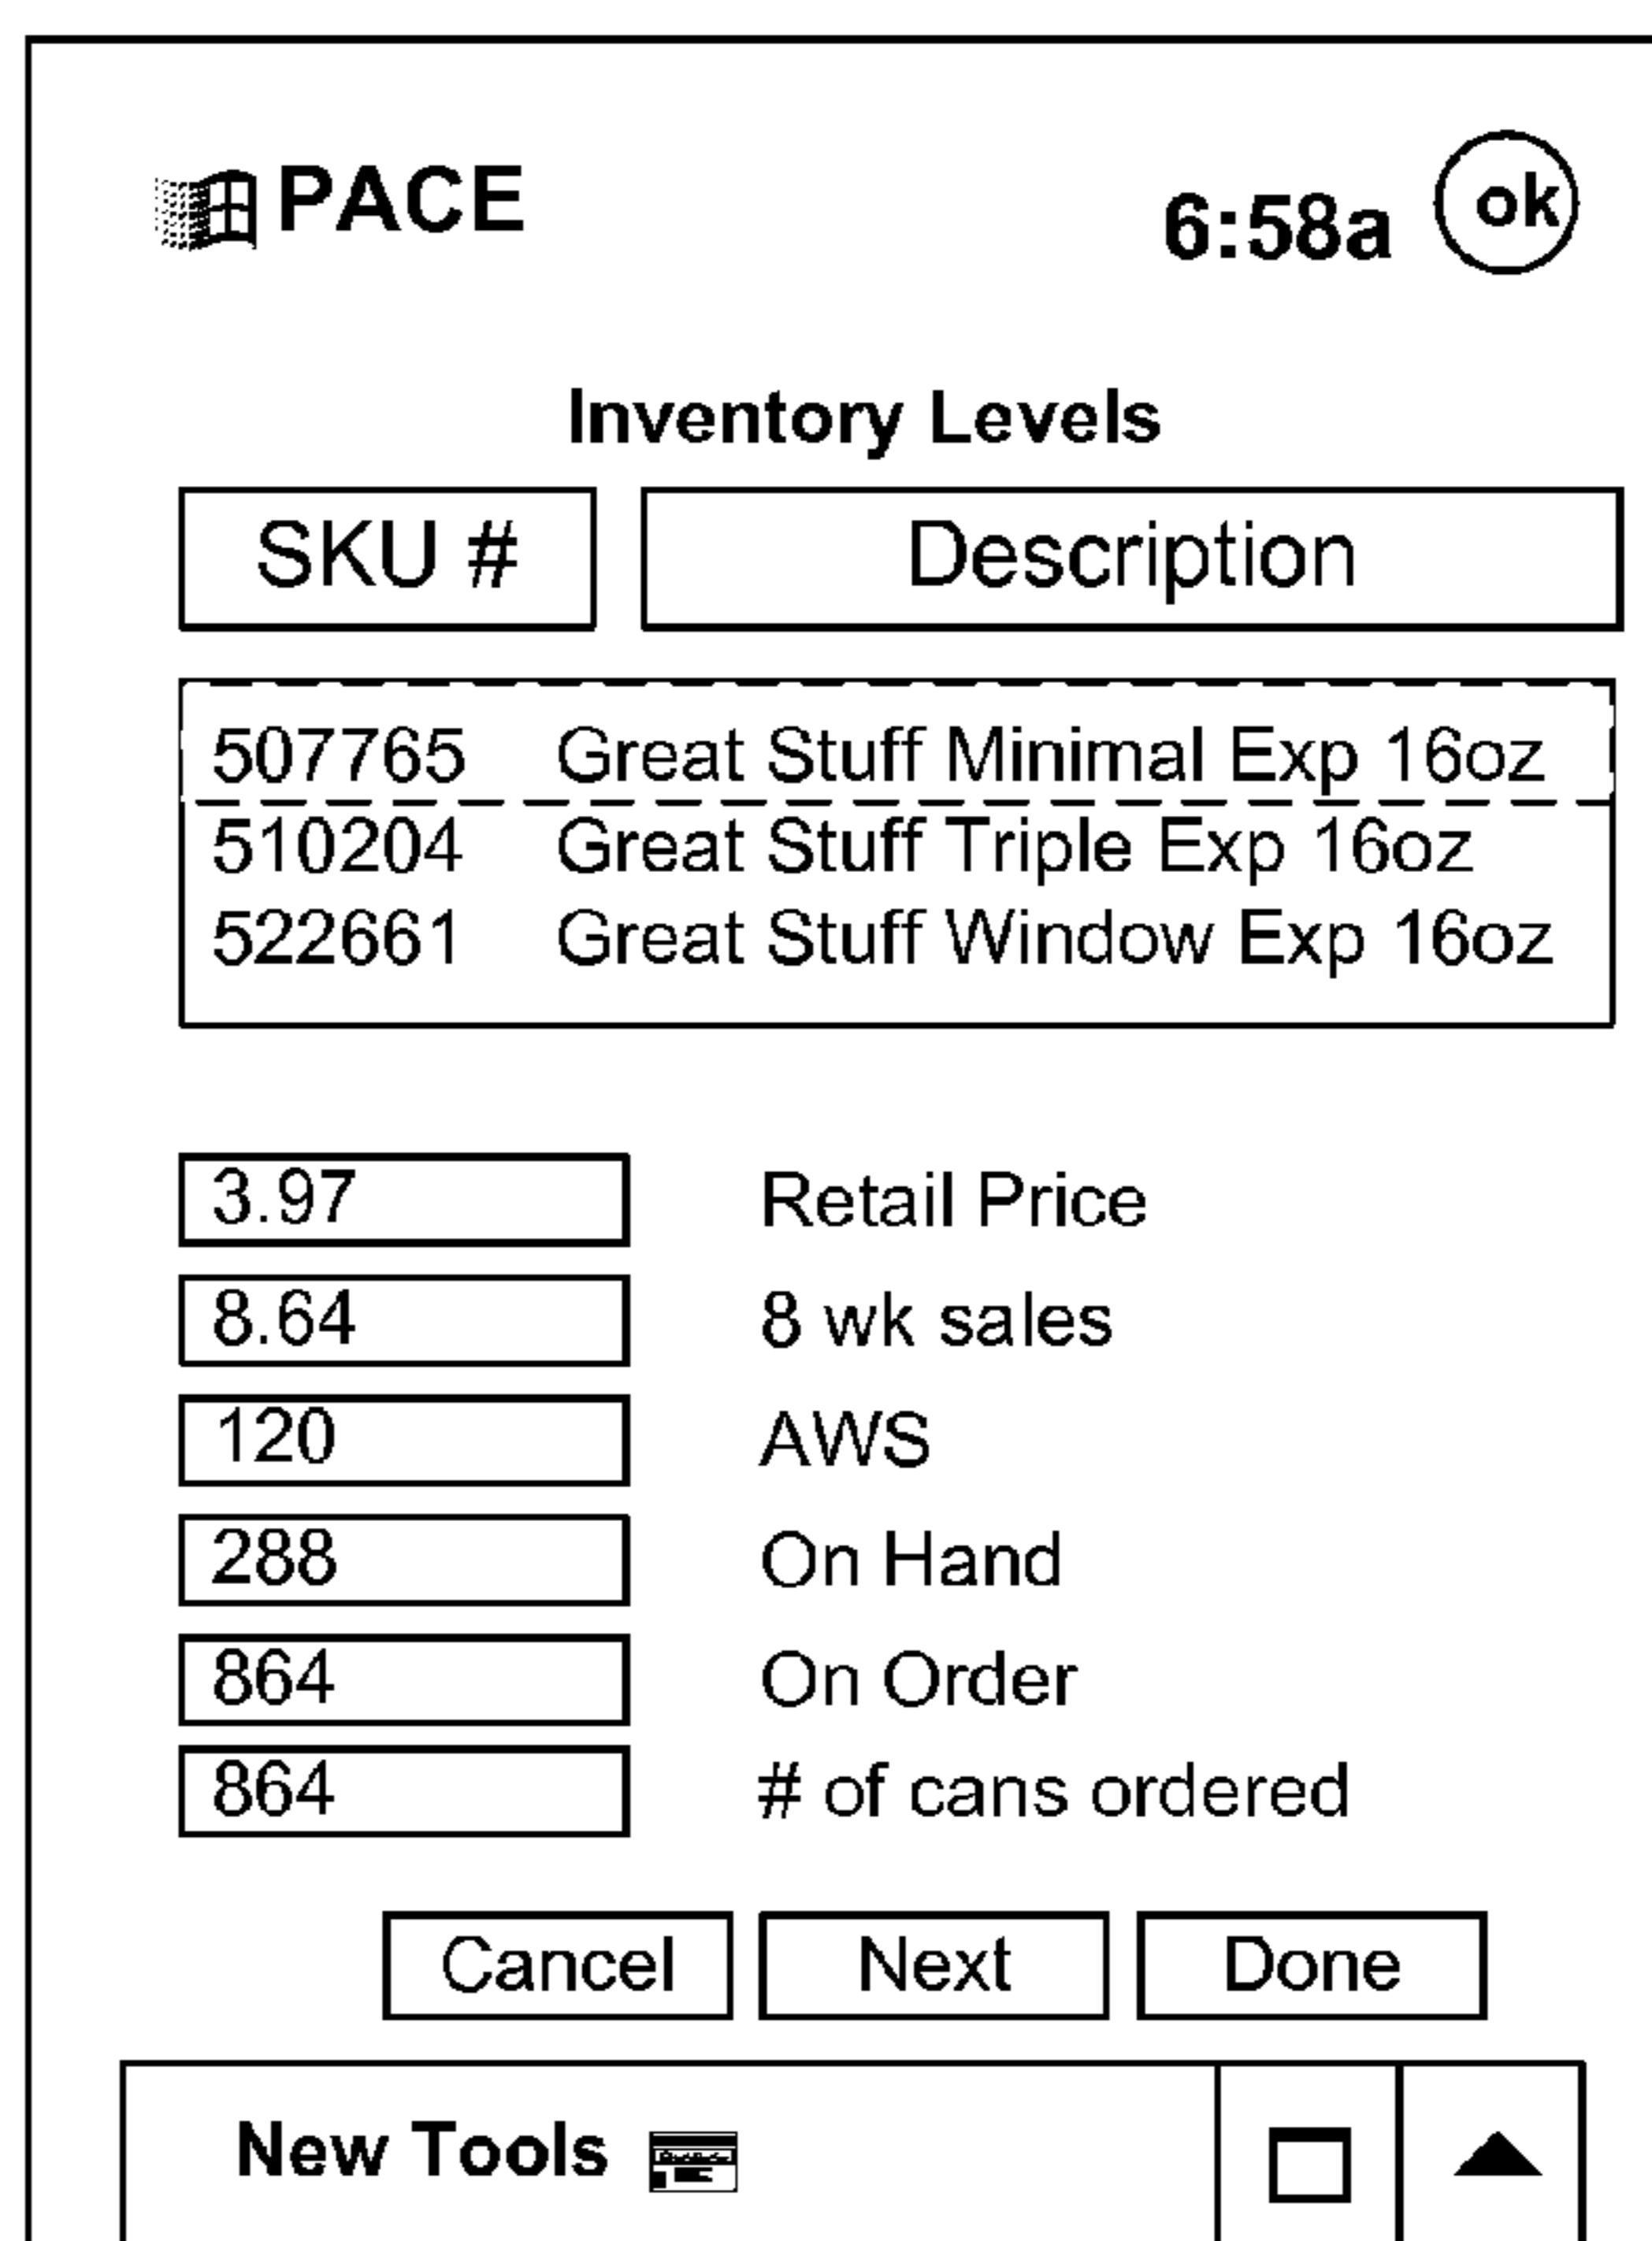 PACE 6:58a ok
Inventory Levels
SKU # Description
507765 Great Stuff Minimal Exp 16oz
510204 Great Stuff Triple Exp 16oz
522661 Great Stuff Window Exp 16oz
3.97 Retail Price
8.64 8 wk sales
120 AWS
288 On Hand
864 On Order
864 # of cans ordered
Cancel Next Done
New Tools